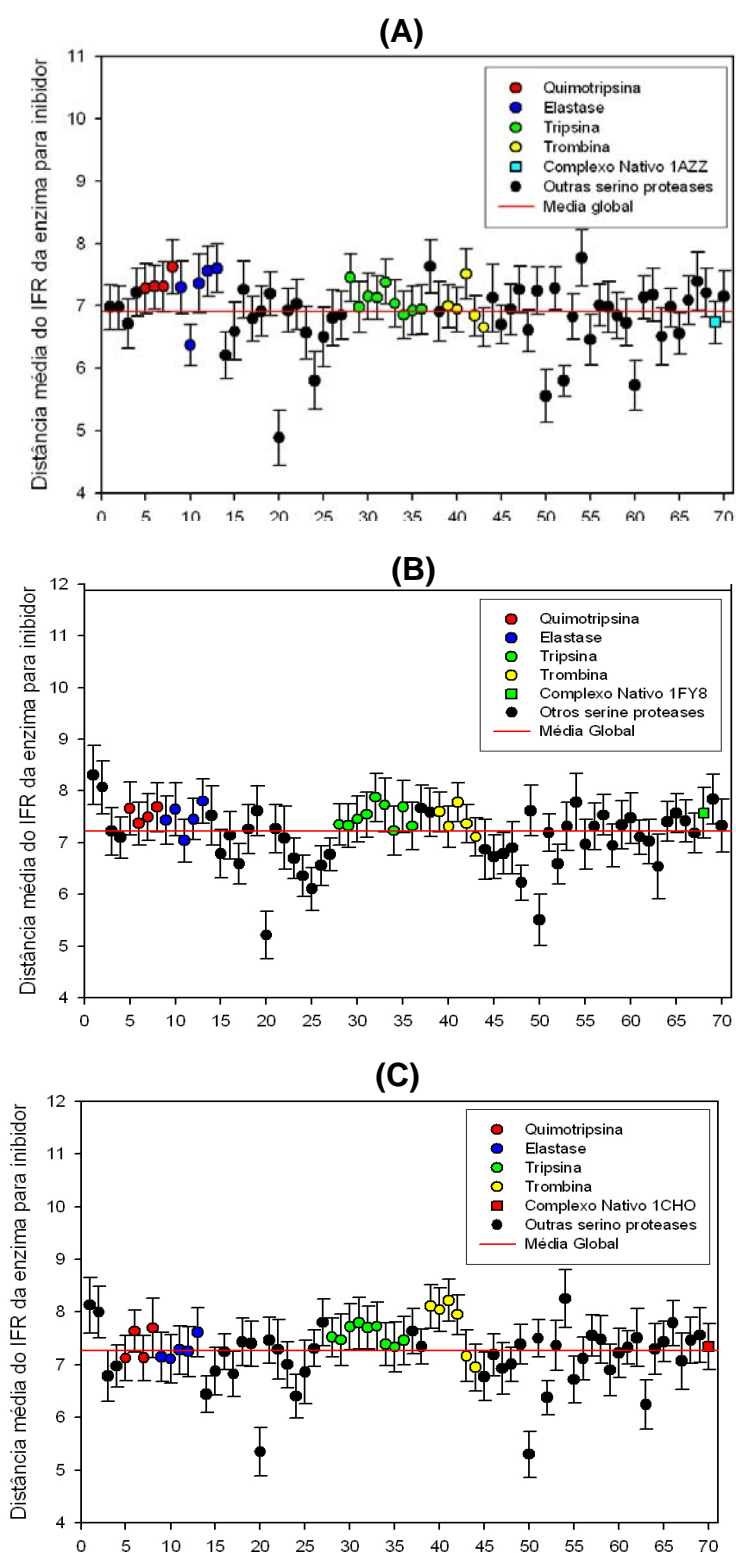 (A)
Distância média do IFR da enzima para inibidor
11
10
9
8
7
6
5
4
Quimotripsina
Elastase
Tripsina
Trombina
Complexo Nativo 1AZZ
Outras serino proteases
Media global
0 5 10 15 20 25 30 35 40 45 50 55 60 65 70
(B)
Distância média do IFR da enzima para inibidor
12
11
10
9
8
7
6
5
4
Quimotripsina
Elastase
Tripsina
Trombina
Complexo Nativo 1FY8
Otros serine proteases
Média Global
0 5 10 15 20 25 30 35 40 45 50 55 60 65 70
(C)
Distância média do IFR da enzima para inibidor
12
11
10
9
8
7
6
5
4
Quimotripsina
Elastase
Tripsina
Trombina
Complexo Nativo 1CHO
Outras serino proteases
Média Global
0 5 10 15 20 25 30 35 40 45 50 55 60 65 70